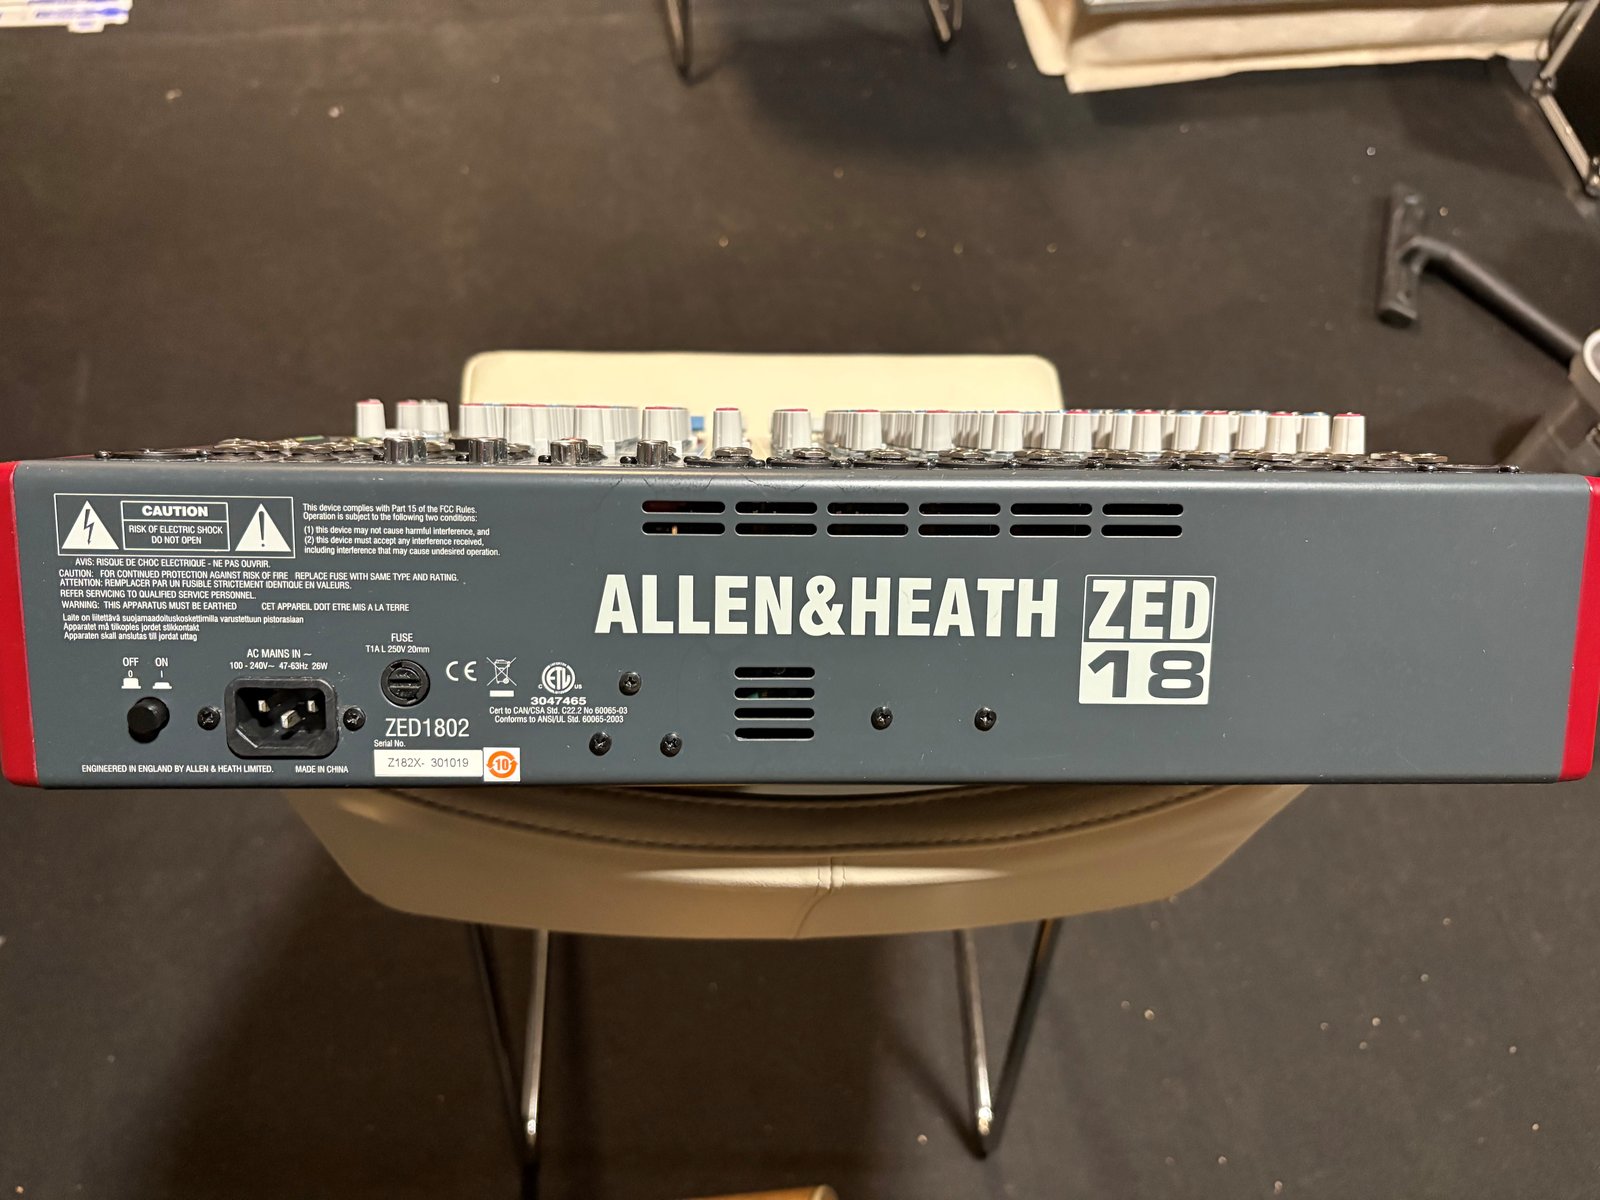 CAUTION
RISK OF ELECTRIC SHOCK
DO NOT OPEN
This device complies with Part 15 of the FCC Rules.
Operation is subject to the following two conditions:
(1) this device may not cause harmful interference, and
(2) this device must accept any interference received,
including interference that may cause undesired operation.
AVIS: RISQUE DE CHOC ELECTRIQUE - NE PAS OUVRIR.
CAUTION: FOR CONTINUED PROTECTION AGAINST RISK OF FIRE REPLACE FUSE WITH SAME TYPE AND RATING.
ATTENTION: REMPLACER PAR UN FUSIBLE STRICTEMENT IDENTIQUE EN VALEURS.
REFER SERVICING TO QUALIFIED SERVICE PERSONNEL.
WARNING: THIS APPARATUS MUST BE EARTHED CET APPAREIL DOIT ETRE MIS A LA TERRE
Laite on liitettävä suojamaadoituskoskettimilla varustettuun pistorasiaan
Apparatet må tilkoples jordet stikkontakt
Apparaten skall anslutas till jordat uttag
OFF ON
0 I
AC MAINS IN ~
100 - 240V~ 47-63Hz 26W
FUSE
T1A L 250V 20mm
CE
ETL
C US
3047465
Cert to CAN/CSA Std. C22.2 No 60065-03
Conforms to ANSI/UL Std. 60065-2003
ZED1802
Serial No.
Z182X- 301019
10
ENGINEERED IN ENGLAND BY ALLEN & HEATH LIMITED. MADE IN CHINA
ALLEN&HEATH
ZED
18